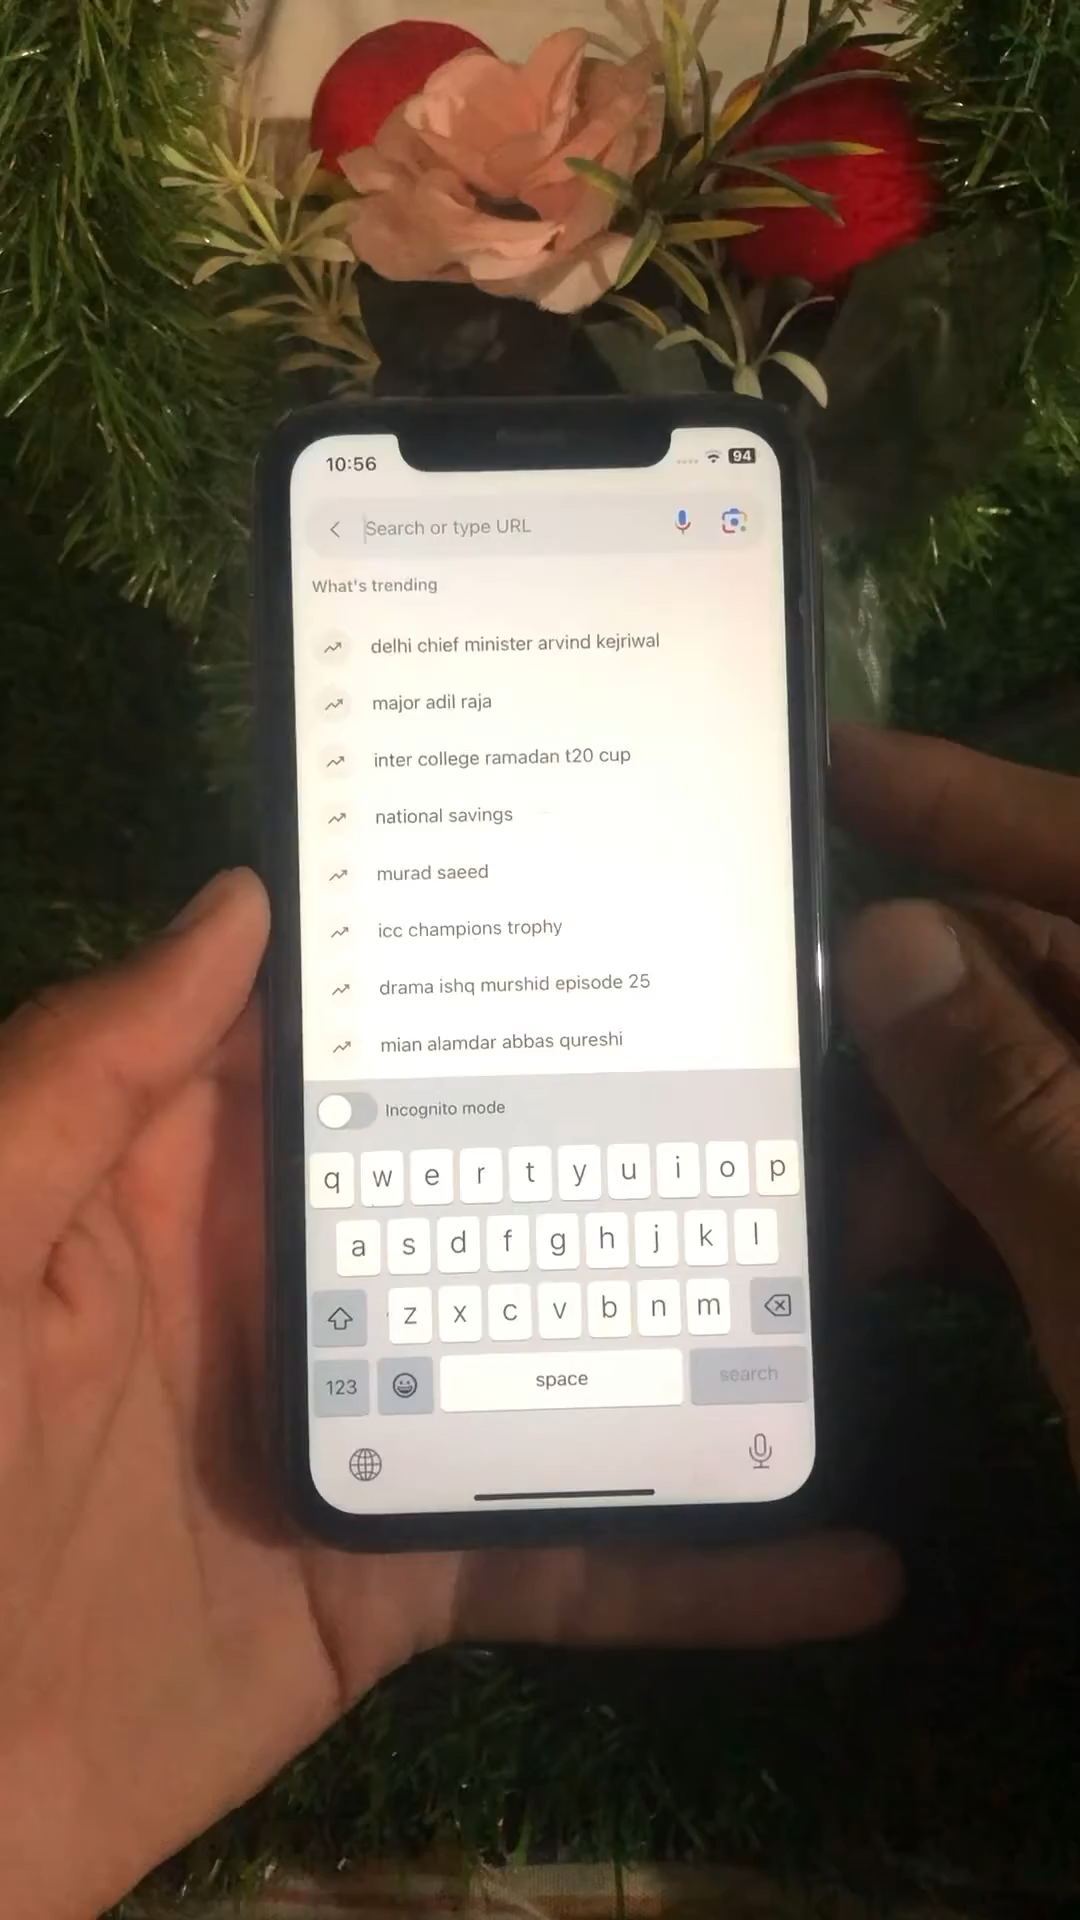 10:56
94
Search or type URL
What's trending
delhi chief minister arvind kejriwal
major adil raja
inter college ramadan t20 cup
national savings
murad saeed
icc champions trophy
drama ishq murshid episode 25
mian alamdar abbas qureshi
Incognito mode
q w e r t y u i o p
a s d f g h j k l
z x c v b n m
123 space search